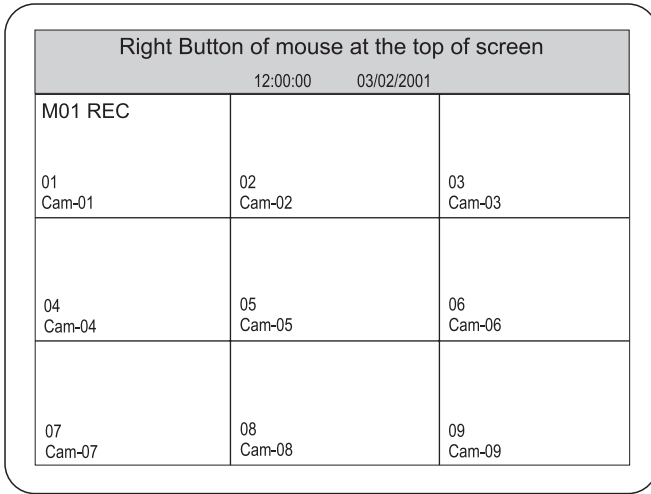 Right Button of mouse at the top of screen
12:00:00 03/02/2001
M01 REC
01
Cam-01
02
Cam-02
03
Cam-03
04
Cam-04
05
Cam-05
06
Cam-06
07
Cam-07
08
Cam-08
09
Cam-09